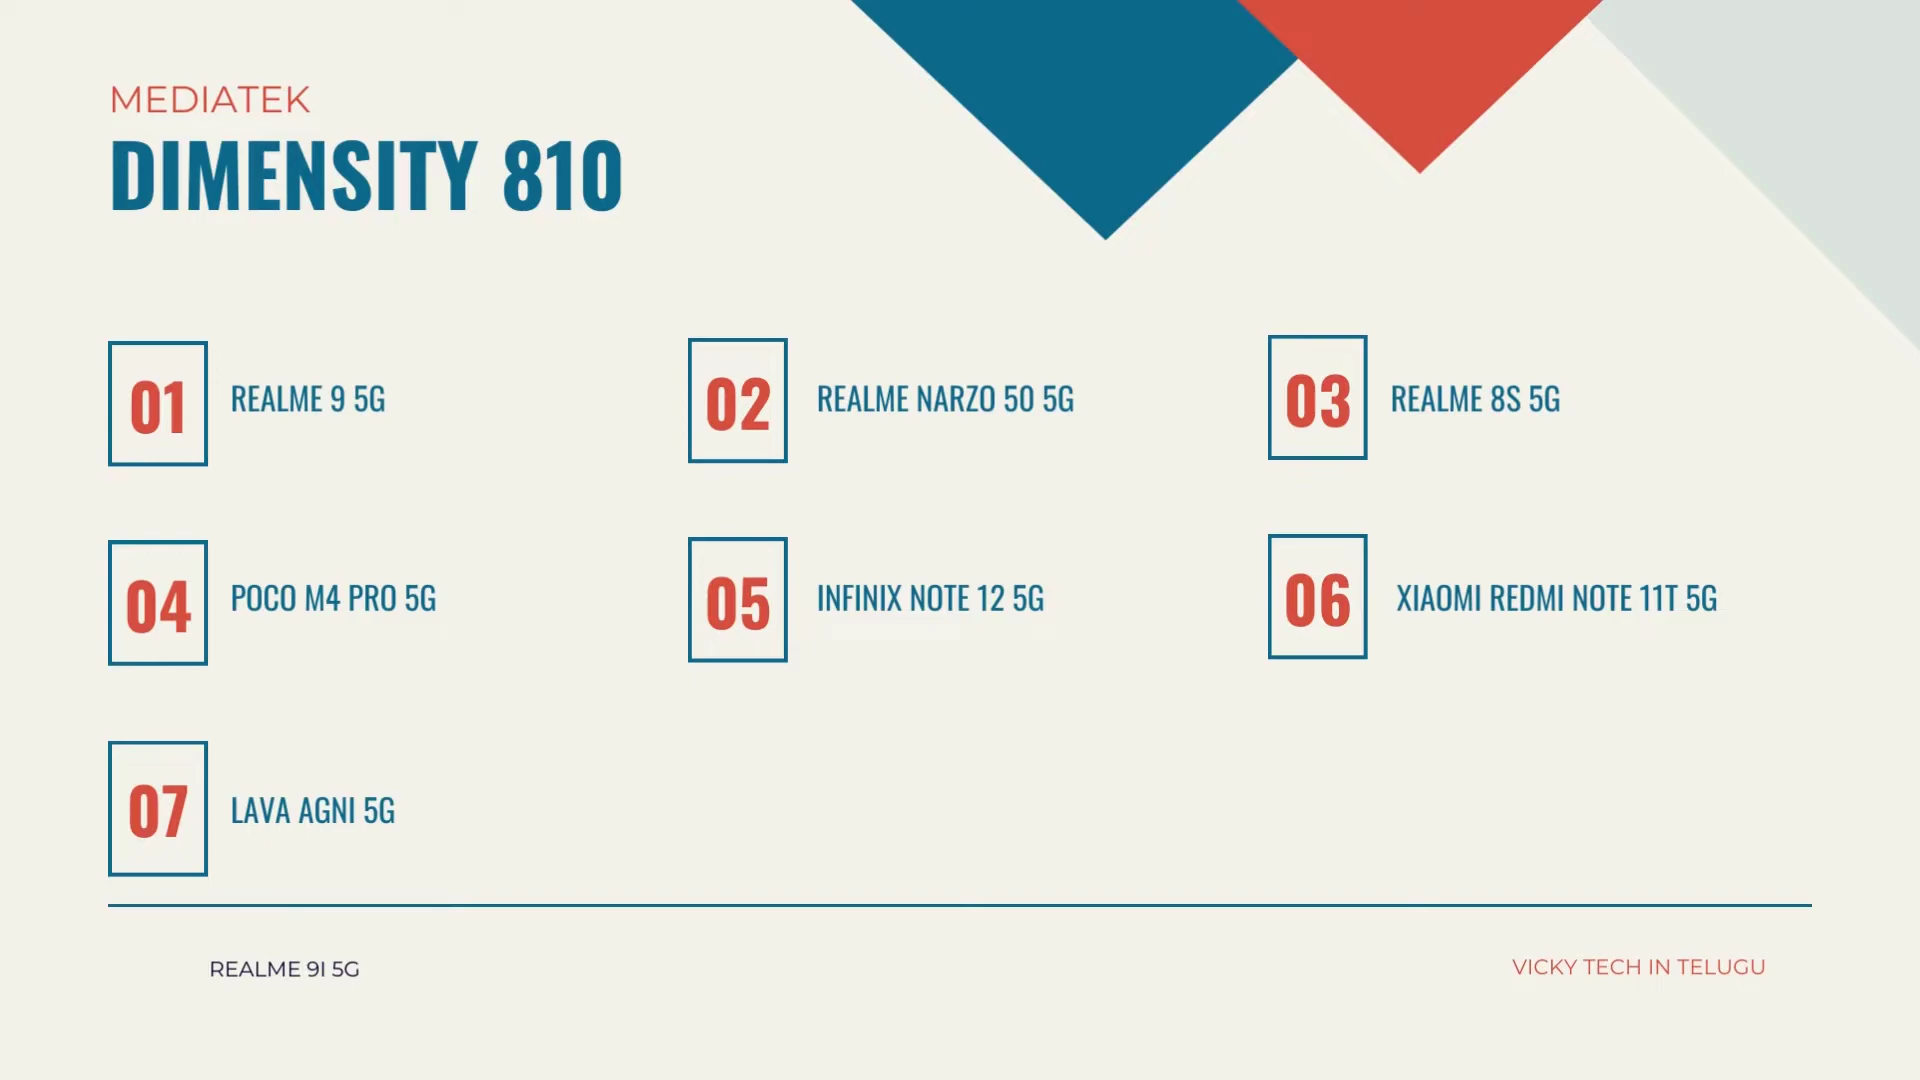 MEDIATEK
DIMENSITY 810
01 REALME 9 5G
02 REALME NARZO 50 5G
03 REALME 8S 5G
04 POCO M4 PRO 5G
05 INFINIX NOTE 12 5G
06 XIAOMI REDMI NOTE 11T 5G
07 LAVA AGNI 5G
REALME 9I 5G
VICKY TECH IN TELUGU